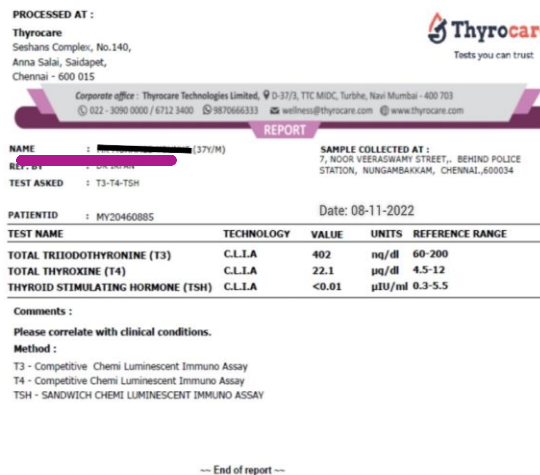 PROCESSED AT :
Thyrocare
Seshans Complex, No.140,
Anna Salai, Saidapet,
Chennai - 600 015
Thyrocare
Tests you can trust
Corporate office : Thyrocare Technologies Limited, D-37/3, TTC MIDC, Turbhe, Navi Mumbai - 400 703
022 - 3090 0000 / 6712 3400 9870666333 wellness@thyrocare.com www.thyrocare.com
REPORT
NAME : (37Y/M)
REF. BY :
TEST ASKED : T3-T4-TSH
SAMPLE COLLECTED AT :
7, NOOR VEERASWAMY STREET,. BEHIND POLICE
STATION, NUNGAMBAKKAM, CHENNAI.,600034
PATIENTID : MY20460885
Date: 08-11-2022
TEST NAME TECHNOLOGY VALUE UNITS REFERENCE RANGE
TOTAL TRIIODOTHYRONINE (T3) C.L.I.A 402 ng/dl 60-200
TOTAL THYROXINE (T4) C.L.I.A 22.1 µg/dl 4.5-12
THYROID STIMULATING HORMONE (TSH) C.L.I.A <0.01 µIU/ml 0.3-5.5
Comments :
Please correlate with clinical conditions.
Method :
T3 - Competitive Chemi Luminescent Immuno Assay
T4 - Competitive Chemi Luminescent Immuno Assay
TSH - SANDWICH CHEMI LUMINESCENT IMMUNO ASSAY
~~ End of report ~~